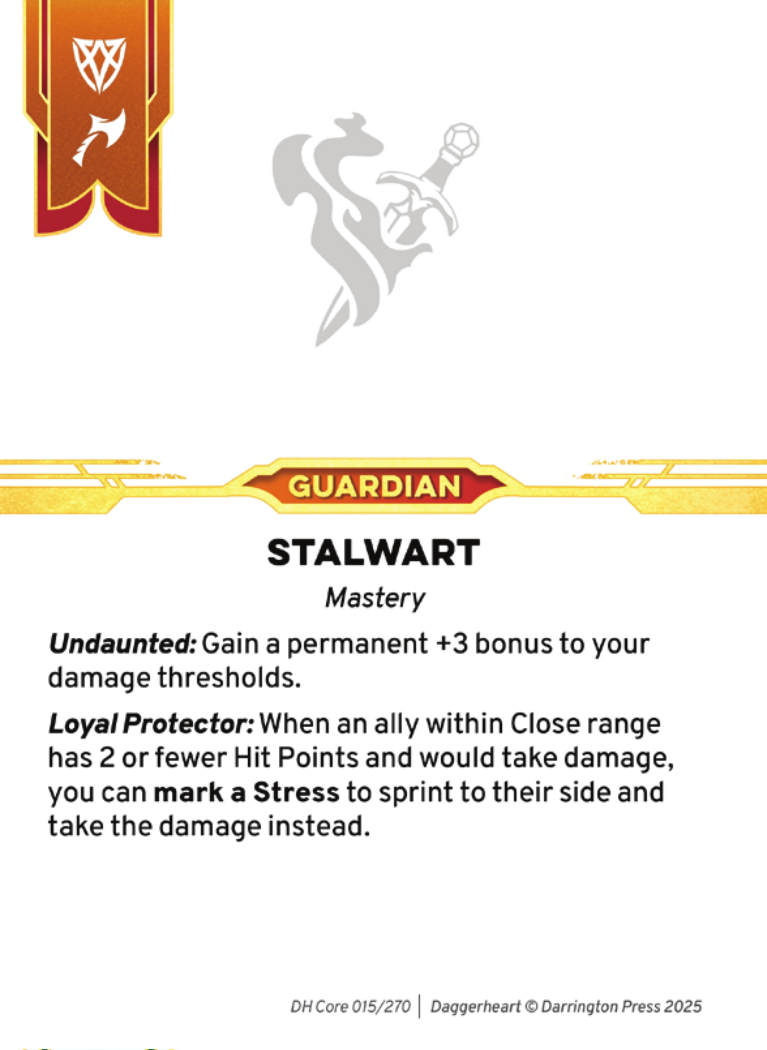 GUARDIAN
STALWART
Mastery
Undaunted: Gain a permanent +3 bonus to your
damage thresholds.
Loyal Protector: When an ally within Close range
has 2 or fewer Hit Points and would take damage,
you can mark a Stress to sprint to their side and
take the damage instead.
DH Core 015/270 | Daggerheart © Darrington Press 2025